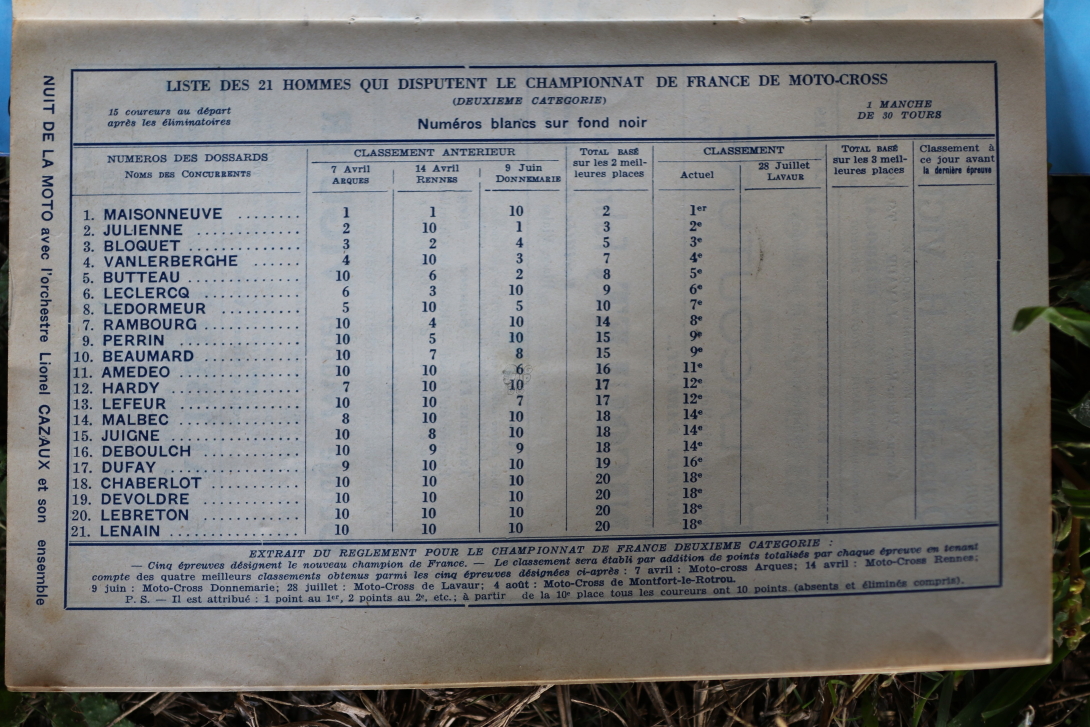 LISTE DES 21 HOMMES QUI DISPUTENT LE CHAMPIONNAT DE FRANCE DE MOTO-CROSS
(DEUXIEME CATEGORIE)
15 coureurs au départ
après les éliminatoires
Numéros blancs sur fond noir
1 MANCHE
DE 30 TOURS
NUMEROS DES DOSSARDS
NOMS DES CONCURRENTS
CLASSEMENT ANTERIEUR
7 Avril
ARQUES
14 Avril
RENNES
9 Juin
DONNEMARIE
TOTAL BASÉ
sur les 2 meil-
leures places
CLASSEMENT
Actuel
28 Juillet
LAVAUR
TOTAL BASÉ
sur les 3 meil-
leures places
Classement à
ce jour avant
la dernière épreuve
1. MAISONNEUVE ........ 1 1 10 2 1er
2. JULIENNE ............. 2 10 1 3 2e
3. BLOQUET .............. 3 2 4 5 3e
4. VANLERBERGHE ...... 4 10 3 7 4e
5. BUTTEAU ............. 10 6 2 8 5e
6. LECLERCQ ............ 6 3 10 9 6e
8. LEDORMEUR .......... 5 10 5 10 7e
7. RAMBOURG ........... 10 4 10 14 8e
9. PERRIN ............... 10 5 10 15 9e
10. BEAUMARD ........... 10 7 8 15 9e
11. AMEDEO .............. 10 10 6 16 11e
12. HARDY ............... 7 10 10 17 12e
13. LEFEUR .............. 10 10 7 17 12e
14. MALBEC .............. 8 10 10 18 14e
15. JUIGNE ............... 10 8 10 18 14e
16. DEBOULCH ............ 10 9 9 18 14e
17. DUFAY ................ 9 10 10 19 16e
18. CHABERLOT .......... 10 10 10 20 18e
19. DEVOLDRE ............ 10 10 10 20 18e
20. LEBRETON ............ 10 10 10 20 18e
21. LENAIN ............... 10 10 10 20 18e
EXTRAIT DU REGLEMENT POUR LE CHAMPIONNAT DE FRANCE DEUXIEME CATEGORIE :
— Cinq épreuves désignent le nouveau champion de France. — Le classement sera établi par addition de points totalisés par chaque épreuve en tenant
compte des quatre meilleurs classements obtenus parmi les cinq épreuves désignées ci-après : 7 avril : Moto-cross Arques; 14 avril : Moto-Cross Rennes;
9 juin : Moto-Cross Donnemarie; 28 juillet : Moto-Cross de Lavaur; 4 août : Moto-Cross de Montfort-le-Rotrou.
P. S. — Il est attribué : 1 point au 1er, 2 points au 2e, etc.; à partir de la 10e place tous les coureurs ont 10 points (absents et éliminés compris).
NUIT DE LA MOTO avec l'orchestre Lionel CAZAUX et son ensemble